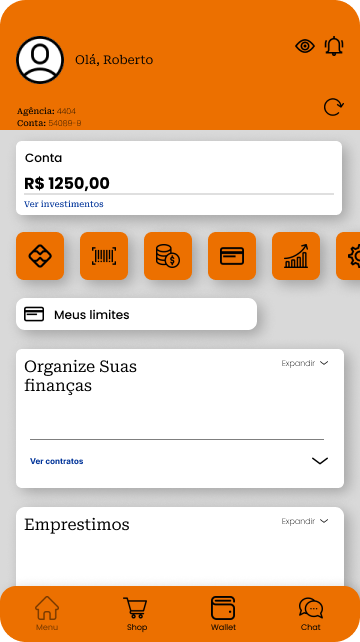 Olá, Roberto
Agência: 4404
Conta: 54089-9
Conta
R$ 1250,00
Ver investimentos
Meus limites
Organize Suas
finanças
Expandir
Ver contratos
Emprestimos
Expandir
Menu
Shop
Wallet
Chat